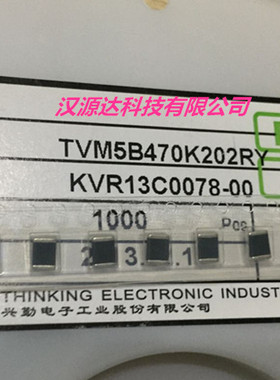 汉源达科技有限公司
TVM5B470K202RY
KVR13C0078-00
1000
THINKING ELECTRONIC INDUST
兴勤电子工业股份有限公司